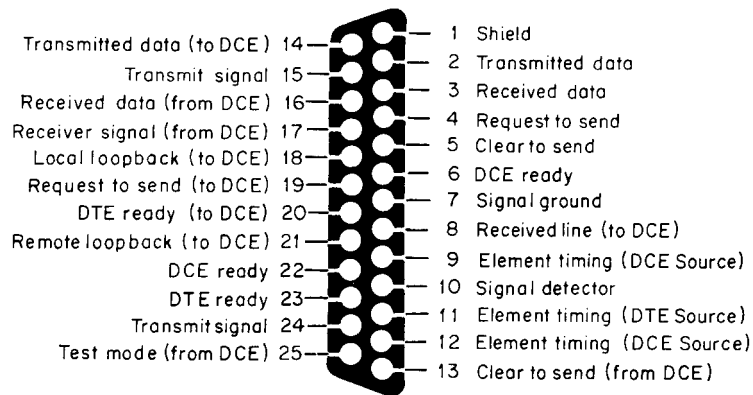 Transmitted data (to DCE) 14
Transmit signal 15
Received data (from DCE) 16
Receiver signal (from DCE) 17
Local loopback (to DCE) 18
Request to send (to DCE) 19
DTE ready (to DCE) 20
Remote loopback (to DCE) 21
DCE ready 22
DTE ready 23
Transmit signal 24
Test mode (from DCE) 25
1 Shield
2 Transmitted data
3 Received data
4 Request to send
5 Clear to send
6 DCE ready
7 Signal ground
8 Received line (to DCE)
9 Element timing (DCE Source)
10 Signal detector
11 Element timing (DTE Source)
12 Element timing (DCE Source)
13 Clear to send (from DCE)